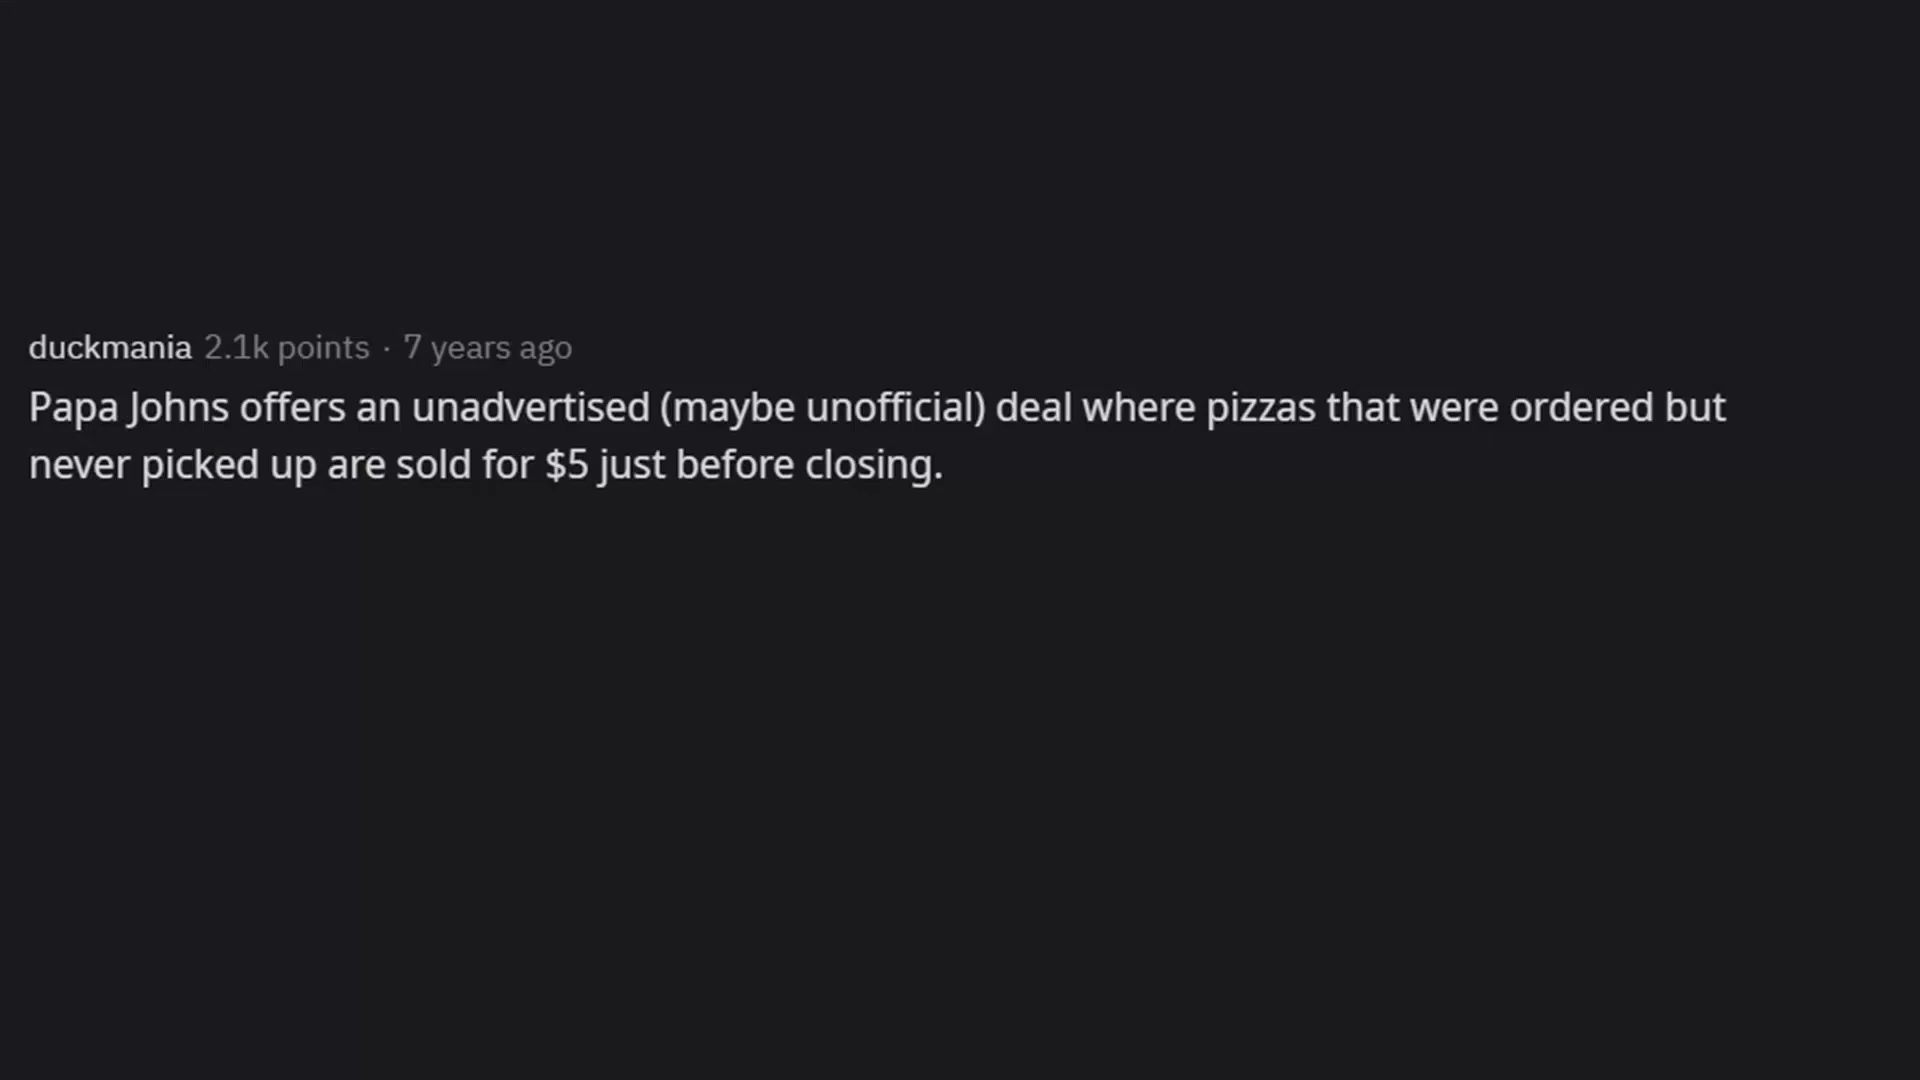 duckmania 2.1k points · 7 years ago
Papa Johns offers an unadvertised (maybe unofficial) deal where pizzas that were ordered but
never picked up are sold for $5 just before closing.